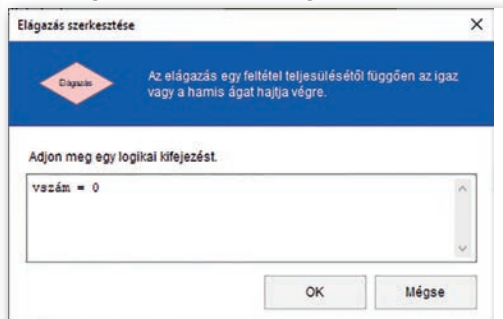 Elágazás szerkesztése
Elágazás
Az elágazás egy feltétel teljesülésétől függően az igaz
vagy a hamis ágat hajtja végre.
Adjon meg egy logikai kifejezést.
vszám = 0
OK
Mégse